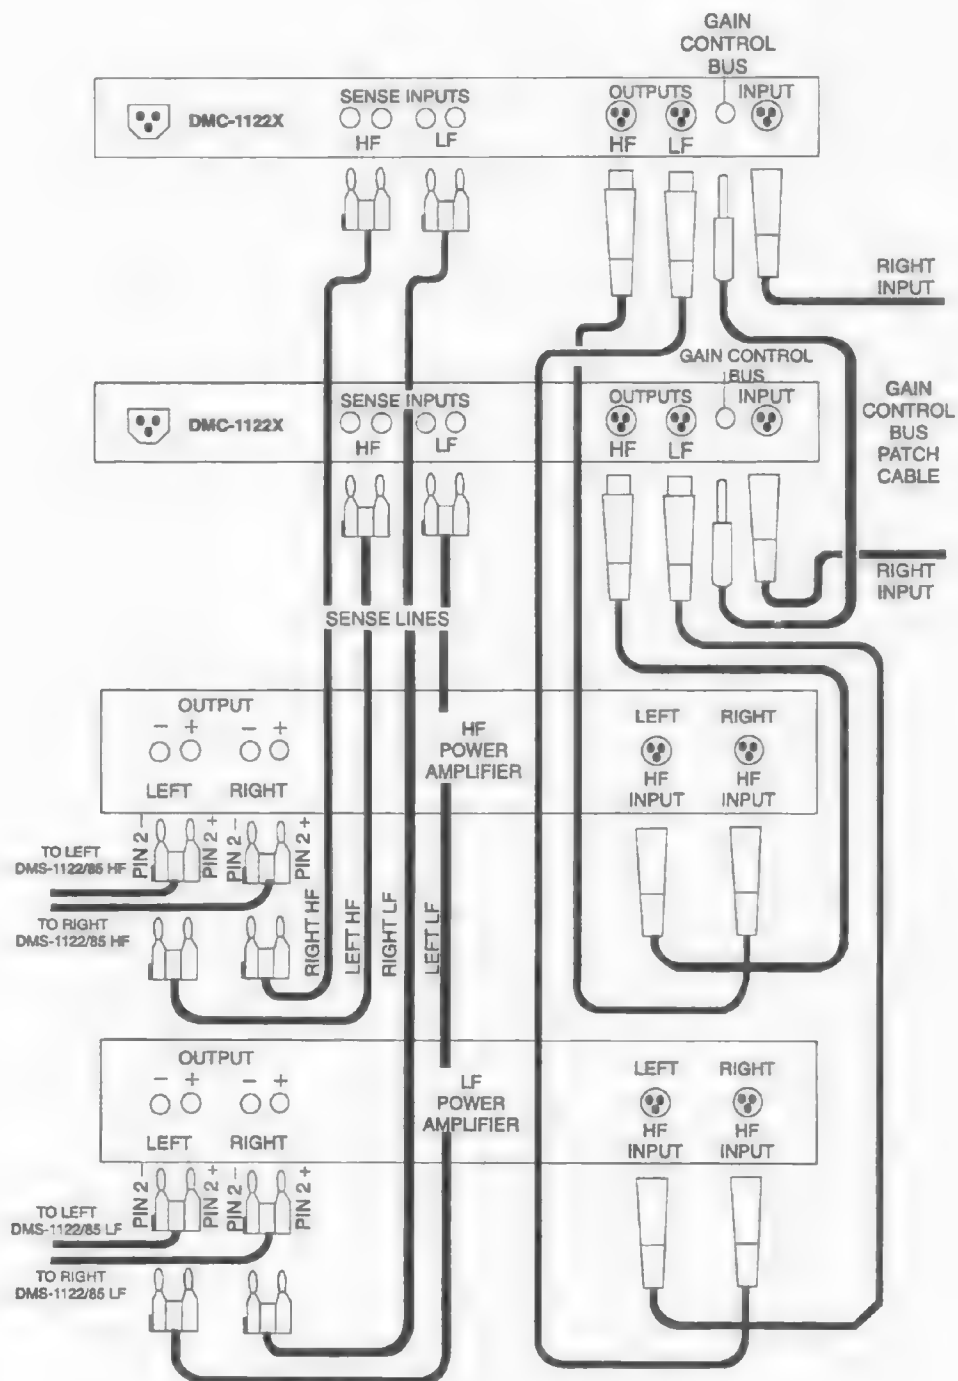 GAIN
CONTROL
BUS
SENSE INPUTS
OUTPUTS
INPUT
DMC-1122X
HF
LF
HF
LF
RIGHT
INPUT
GAIN CONTROL
BUS
SENSE INPUTS
OUTPUTS
INPUT
DMC-1122X
HF
LF
HF
LF
GAIN
CONTROL
BUS
PATCH
CABLE
RIGHT
INPUT
SENSE LINES
OUTPUT
− +
− +
LEFT
RIGHT
HF
POWER
AMPLIFIER
LEFT
RIGHT
HF
INPUT
HF
INPUT
PIN 2 −
PIN 2 +
PIN 2 −
PIN 2 +
TO LEFT
DMS-1122/85 HF
TO RIGHT
DMS-1122/85 HF
RIGHT HF
LEFT HF
RIGHT LF
LEFT LF
OUTPUT
− +
− +
LEFT
RIGHT
LF
POWER
AMPLIFIER
LEFT
RIGHT
HF
INPUT
HF
INPUT
PIN 2 −
PIN 2 +
PIN 2 −
PIN 2 +
TO LEFT
DMS-1122/85 LF
TO RIGHT
DMS-1122/85 LF